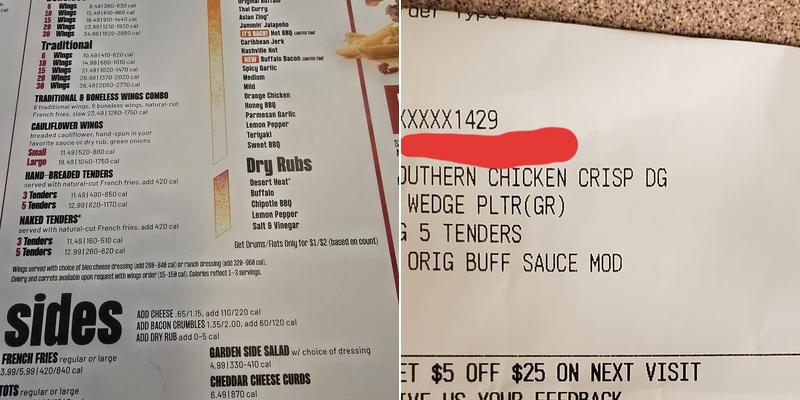 6 Wings 9.49|360-630 cal
10 Wings 12.49|610-960 cal
15 Wings 18.49|910-1440 cal
20 Wings 23.99|1210-1920 cal
30 Wings 34.99|1820-2880 cal
Traditional
6 Wings 10.49|410-620 cal
10 Wings 14.99|680-1010 cal
15 Wings 21.49|1020-1470 cal
20 Wings 26.99|1370-2020 cal
30 Wings 38.49|2050-2770 cal
TRADITIONAL & BONELESS WINGS COMBO
6 traditional wings, 6 boneless wings, natural-cut
French fries, slaw 23.49|1260-1750 cal
CAULIFLOWER WINGS
breaded cauliflower, hand-spun in your
favorite sauce or dry rub, green onions
Small 11.49|520-880 cal
Large 19.49|1040-1750 cal
HAND-BREADED TENDERS
served with natural-cut French fries, add 420 cal
3 Tenders 11.49|490-850 cal
5 Tenders 12.99|820-1170 cal
NAKED TENDERS*
served with natural-cut French fries, add 420 cal
3 Tenders 11.49|160-510 cal
5 Tenders 12.99|260-620 cal
Original Buffalo
Thai Curry
Asian Zing®
Jammin' Jalapeño
IT'S BACK! Hot BBQ LIMITED TIME
Caribbean Jerk
Nashville Hot
NEW Buffalo Bacon LIMITED TIME
Spicy Garlic
Medium
Mild
Orange Chicken
Honey BBQ
Parmesan Garlic
Lemon Pepper
Teriyaki
Sweet BBQ
Dry Rubs
Desert Heat®
Buffalo
Chipotle BBQ
Lemon Pepper
Salt & Vinegar
Get Drums/Flats Only for $1/$2 (based on count)
Wings served with choice of bleu cheese dressing (add 280-840 cal) or ranch dressing (add 320-960 cal).
Celery and carrots available upon request with wings order (15-150 cal). Calories reflect 1-3 servings.
sides
ADD CHEESE .65/1.15, add 110/220 cal
ADD BACON CRUMBLES 1.35/2.00, add 60/120 cal
ADD DRY RUB add 0-5 cal
FRENCH FRIES regular or large
3.99/5.99|420/840 cal
TOTS regular or large
GARDEN SIDE SALAD w/ choice of dressing
4.99|330-410 cal
CHEDDAR CHEESE CURDS
6.49|870 cal
der Type
XXXXX1429
OUTHERN CHICKEN CRISP DG
WEDGE PLTR(GR)
G 5 TENDERS
ORIG BUFF SAUCE MOD
ET $5 OFF $25 ON NEXT VISIT
IVE US YOUR FEEDBACK